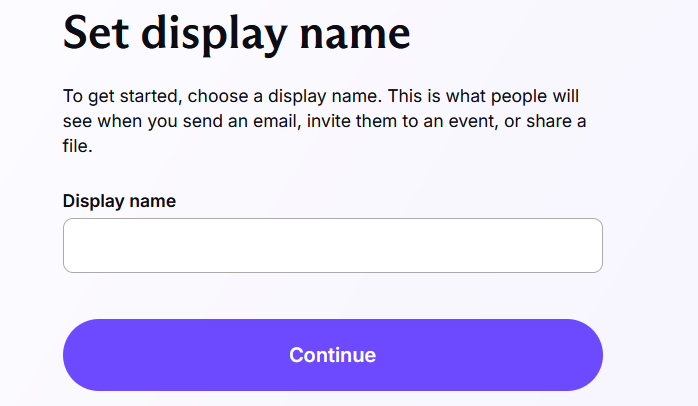 Set display name
To get started, choose a display name. This is what people will
see when you send an email, invite them to an event, or share a
file.
Display name
Continue